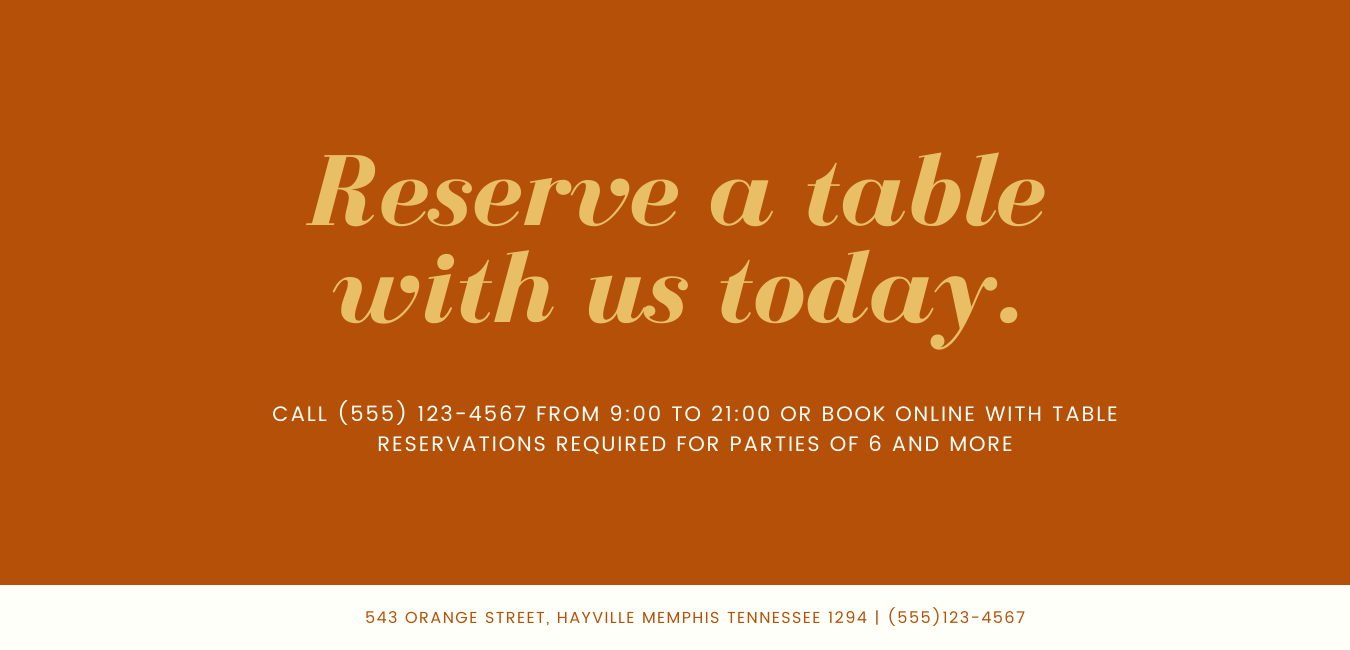 Reserve a table
with us today.
CALL (555) 123-4567 FROM 9:00 TO 21:00 OR BOOK ONLINE WITH TABLE
RESERVATIONS REQUIRED FOR PARTIES OF 6 AND MORE
543 ORANGE STREET, HAYVILLE MEMPHIS TENNESSEE 1294 | (555)123-4567